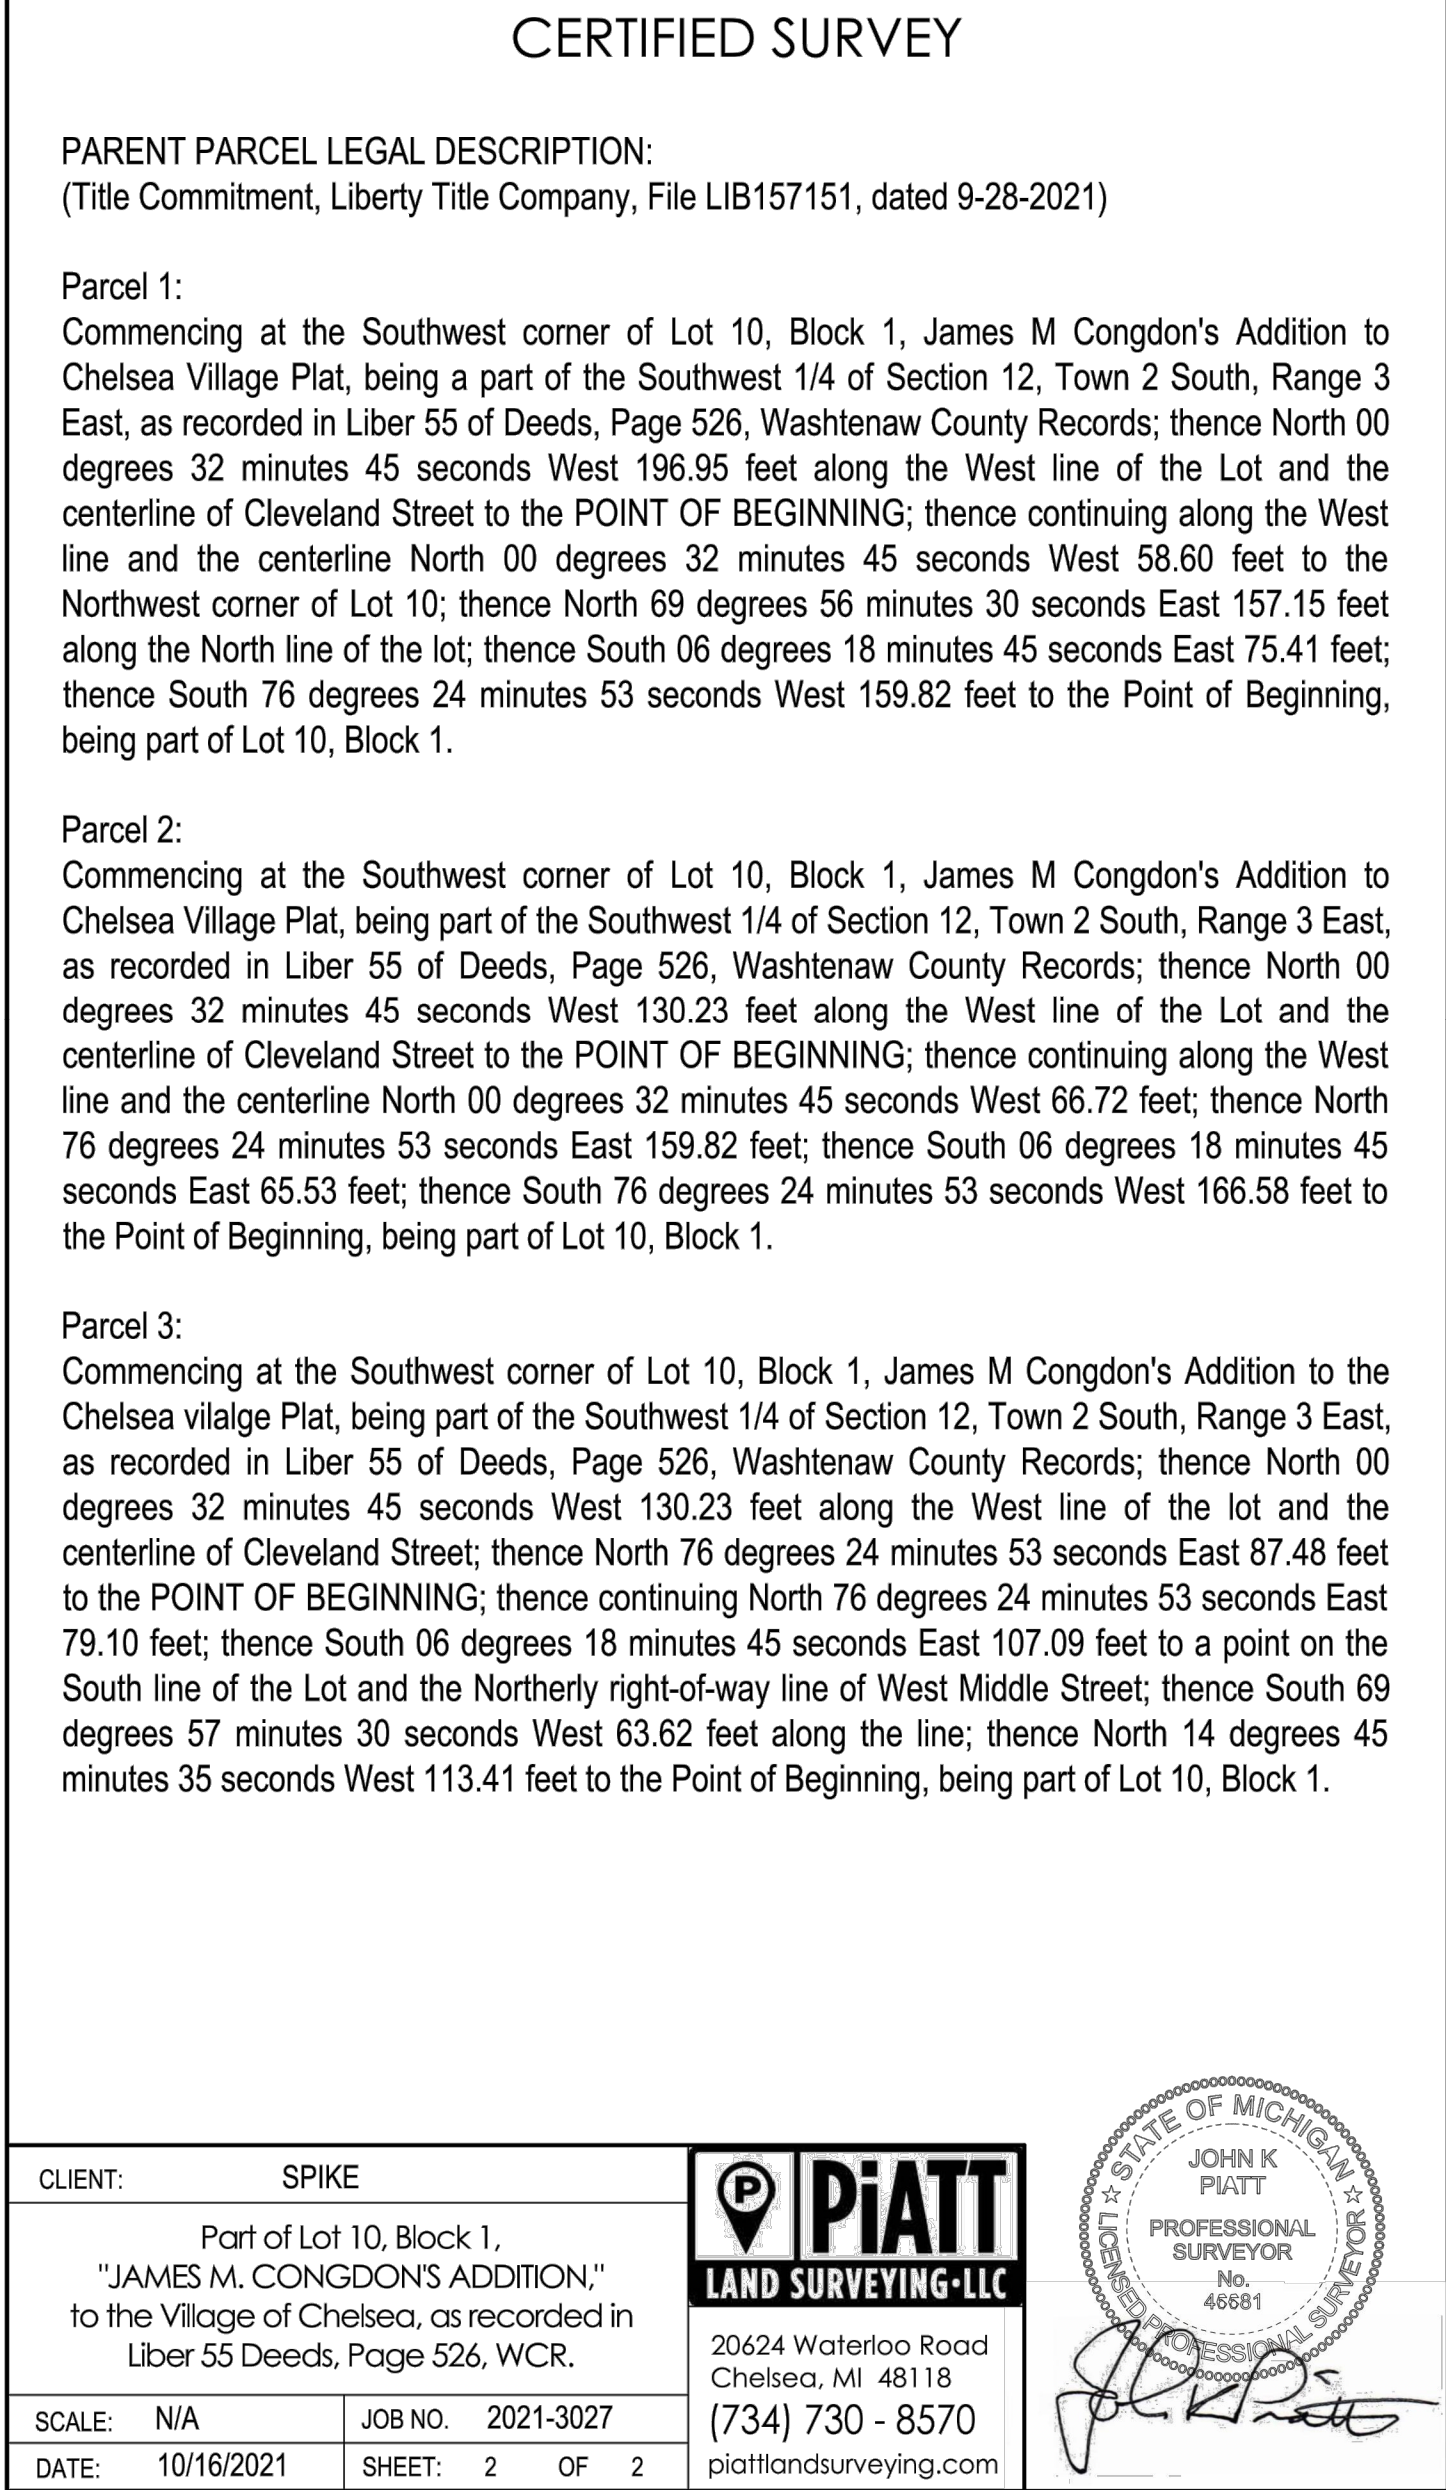 CERTIFIED SURVEY
PARENT PARCEL LEGAL DESCRIPTION:
(Title Commitment, Liberty Title Company, File LIB157151, dated 9-28-2021)
Parcel 1:
Commencing at the Southwest corner of Lot 10, Block 1, James M Congdon's Addition to
Chelsea Village Plat, being a part of the Southwest 1/4 of Section 12, Town 2 South, Range 3
East, as recorded in Liber 55 of Deeds, Page 526, Washtenaw County Records; thence North 00
degrees 32 minutes 45 seconds West 196.95 feet along the West line of the Lot and the
centerline of Cleveland Street to the POINT OF BEGINNING; thence continuing along the West
line and the centerline North 00 degrees 32 minutes 45 seconds West 58.60 feet to the
Northwest corner of Lot 10; thence North 69 degrees 56 minutes 30 seconds East 157.15 feet
along the North line of the lot; thence South 06 degrees 18 minutes 45 seconds East 75.41 feet;
thence South 76 degrees 24 minutes 53 seconds West 159.82 feet to the Point of Beginning,
being part of Lot 10, Block 1.
Parcel 2:
Commencing at the Southwest corner of Lot 10, Block 1, James M Congdon's Addition to
Chelsea Village Plat, being part of the Southwest 1/4 of Section 12, Town 2 South, Range 3 East,
as recorded in Liber 55 of Deeds, Page 526, Washtenaw County Records; thence North 00
degrees 32 minutes 45 seconds West 130.23 feet along the West line of the Lot and the
centerline of Cleveland Street to the POINT OF BEGINNING; thence continuing along the West
line and the centerline North 00 degrees 32 minutes 45 seconds West 66.72 feet; thence North
76 degrees 24 minutes 53 seconds East 159.82 feet; thence South 06 degrees 18 minutes 45
seconds East 65.53 feet; thence South 76 degrees 24 minutes 53 seconds West 166.58 feet to
the Point of Beginning, being part of Lot 10, Block 1.
Parcel 3:
Commencing at the Southwest corner of Lot 10, Block 1, James M Congdon's Addition to the
Chelsea vilalge Plat, being part of the Southwest 1/4 of Section 12, Town 2 South, Range 3 East,
as recorded in Liber 55 of Deeds, Page 526, Washtenaw County Records; thence North 00
degrees 32 minutes 45 seconds West 130.23 feet along the West line of the lot and the
centerline of Cleveland Street; thence North 76 degrees 24 minutes 53 seconds East 87.48 feet
to the POINT OF BEGINNING; thence continuing North 76 degrees 24 minutes 53 seconds East
79.10 feet; thence South 06 degrees 18 minutes 45 seconds East 107.09 feet to a point on the
South line of the Lot and the Northerly right-of-way line of West Middle Street; thence South 69
degrees 57 minutes 30 seconds West 63.62 feet along the line; thence North 14 degrees 45
minutes 35 seconds West 113.41 feet to the Point of Beginning, being part of Lot 10, Block 1.
CLIENT: SPIKE
Part of Lot 10, Block 1,
"JAMES M. CONGDON'S ADDITION,"
to the Village of Chelsea, as recorded in
Liber 55 Deeds, Page 526, WCR.
SCALE: N/A JOB NO. 2021-3027
DATE: 10/16/2021 SHEET: 2 OF 2
P PiATT
LAND SURVEYING·LLC
20624 Waterloo Road
Chelsea, MI 48118
(734) 730 - 8570
piattlandsurveying.com
STATE OF MICHIGAN
JOHN K
PIATT
PROFESSIONAL
SURVEYOR
No.
LICENSED PROFESSIONAL SURVEYOR
John K Piatt